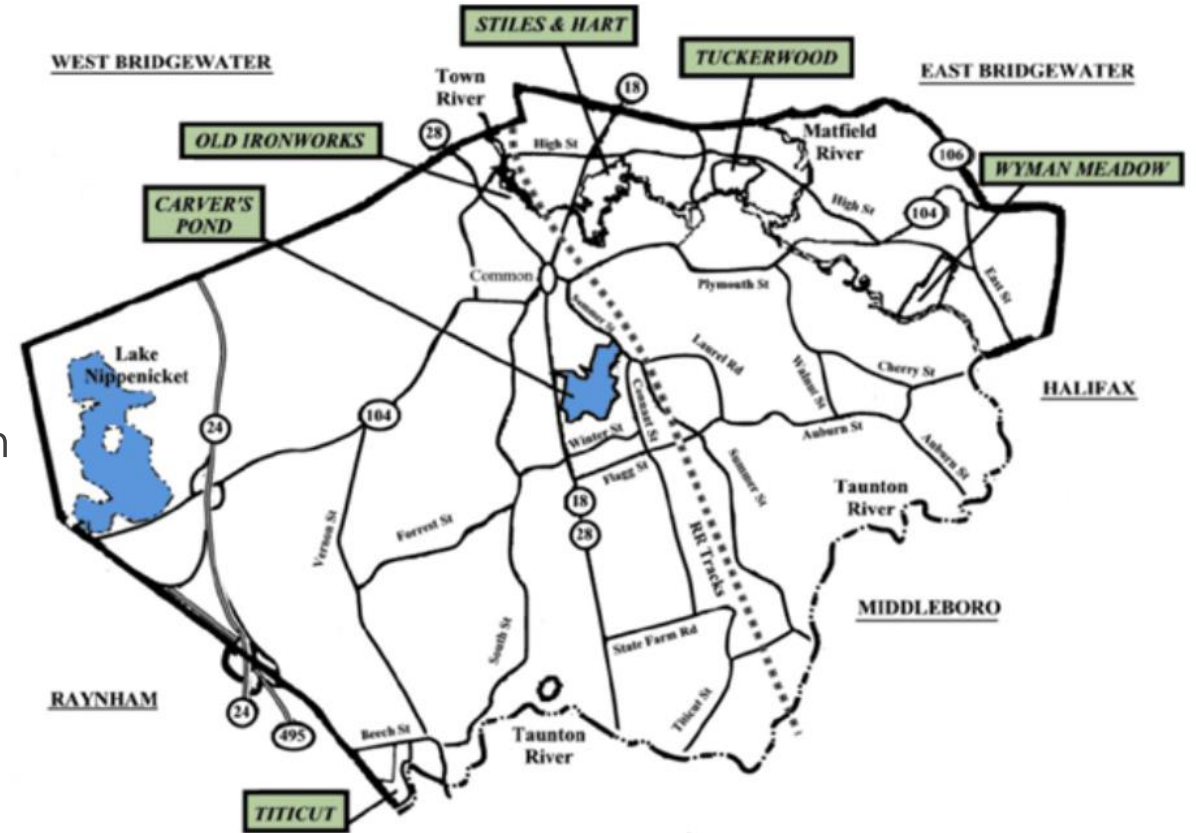 STILES & HART
TUCKERWOOD
WEST BRIDGEWATER
EAST BRIDGEWATER
Town
River
18
28
OLD IRONWORKS
High St
Matfield
River
106
WYMAN MEADOW
CARVER'S
POND
High St
104
Common
Plymouth St
East St
Summer St
Lake
Nippenicket
Laurel Rd
Walnut St
Cherry St
HALIFAX
24
104
Connant St
Winter St
Auburn St
Auburn St
n
Flagg St
Summer St
Taunton
River
18
28
Vernon St
Forrest St
RR Tracks
MIDDLEBORO
South St
State Farm Rd
RAYNHAM
24
495
Beech St
Taunton
River
Titicut St
TITICUT